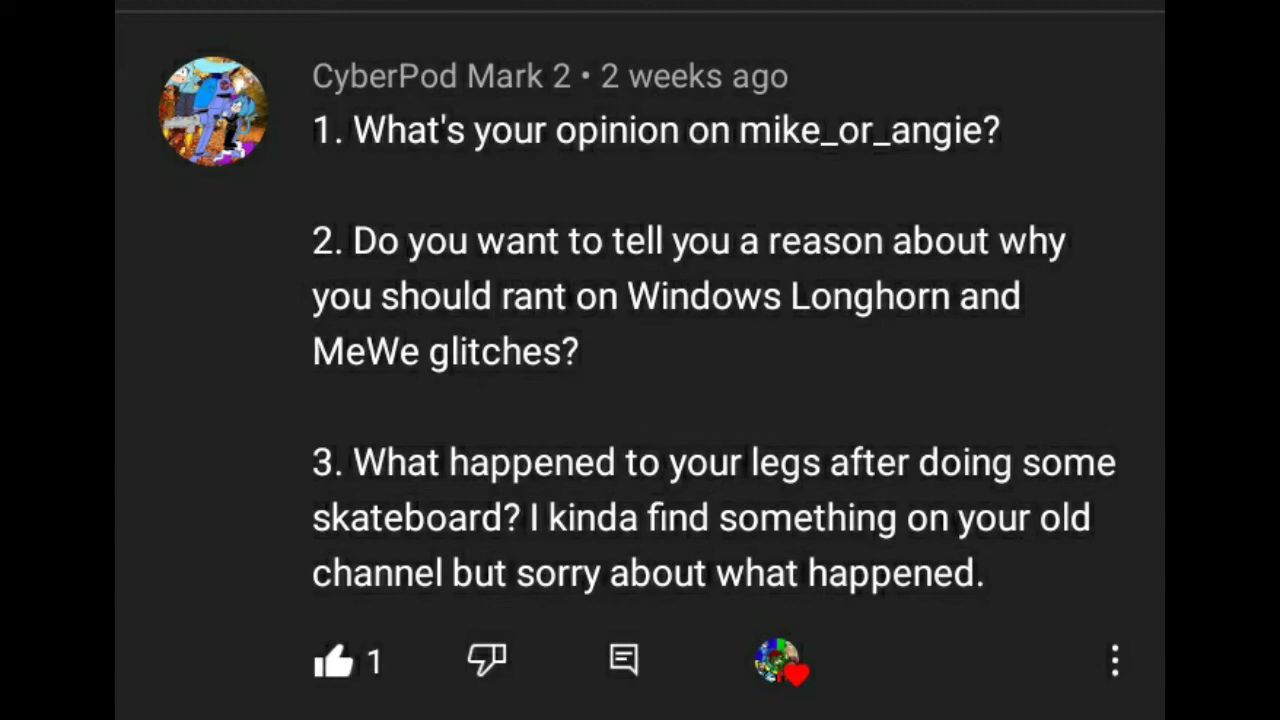 CyberPod Mark 2 • 2 weeks ago
1. What's your opinion on mike_or_angie?
2. Do you want to tell you a reason about why
you should rant on Windows Longhorn and
MeWe glitches?
3. What happened to your legs after doing some
skateboard? I kinda find something on your old
channel but sorry about what happened.
1